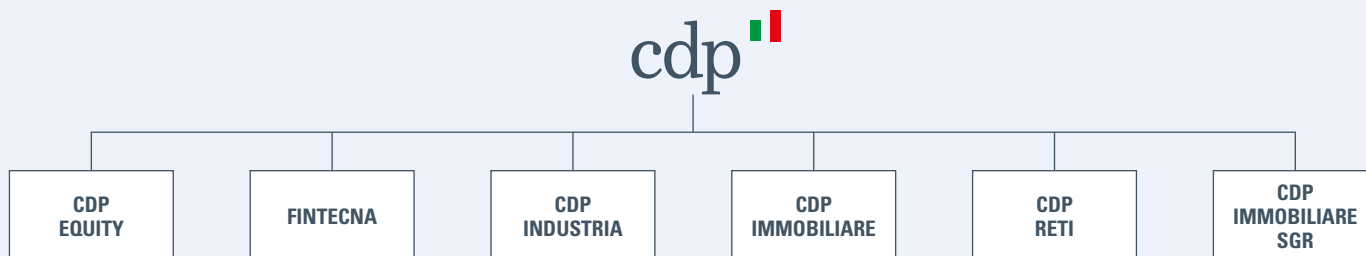 cdp
CDP
EQUITY
FINTECNA
CDP
INDUSTRIA
CDP
IMMOBILIARE
CDP
RETI
CDP
IMMOBILIARE
SGR